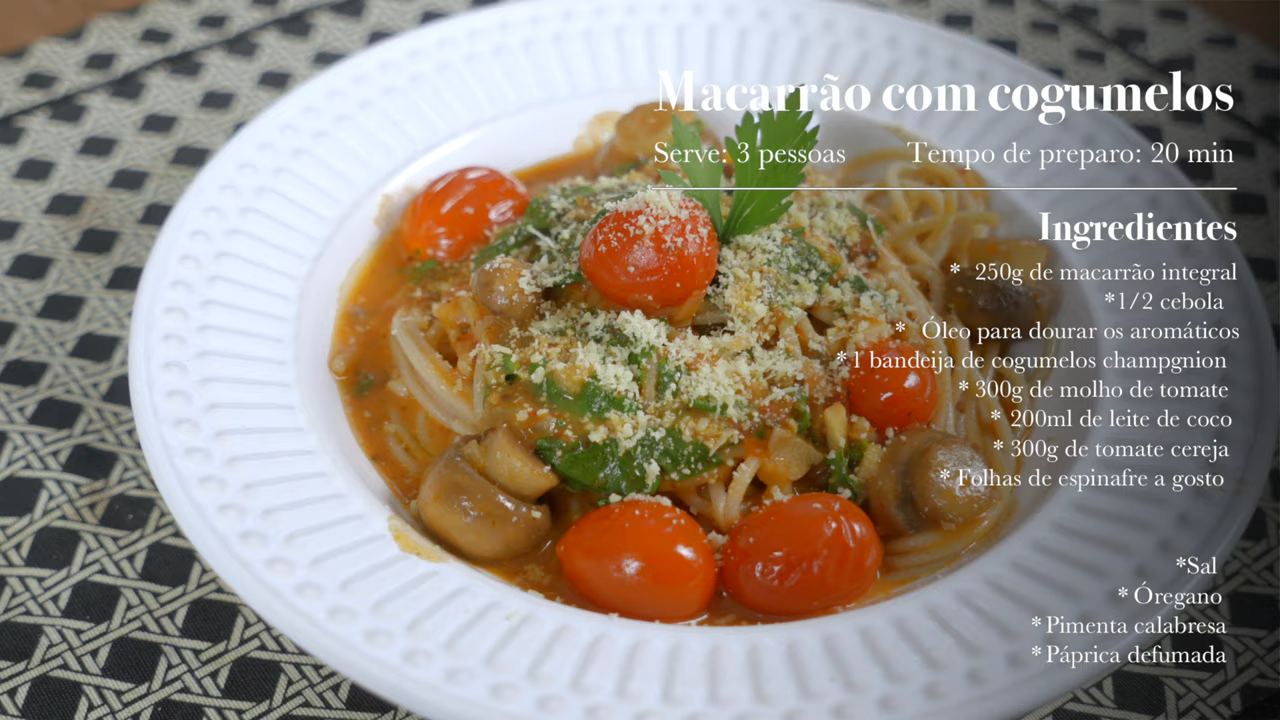 Macarrão com cogumelos
Serve: 3 pessoas Tempo de preparo: 20 min
Ingredientes
* 250g de macarrão integral
*1/2 cebola
* Óleo para dourar os aromáticos
* 1 bandeija de cogumelos champgnion
* 300g de molho de tomate
* 200ml de leite de coco
* 300g de tomate cereja
* Folhas de espinafre a gosto
*Sal
* Óregano
* Pimenta calabresa
* Páprica defumada